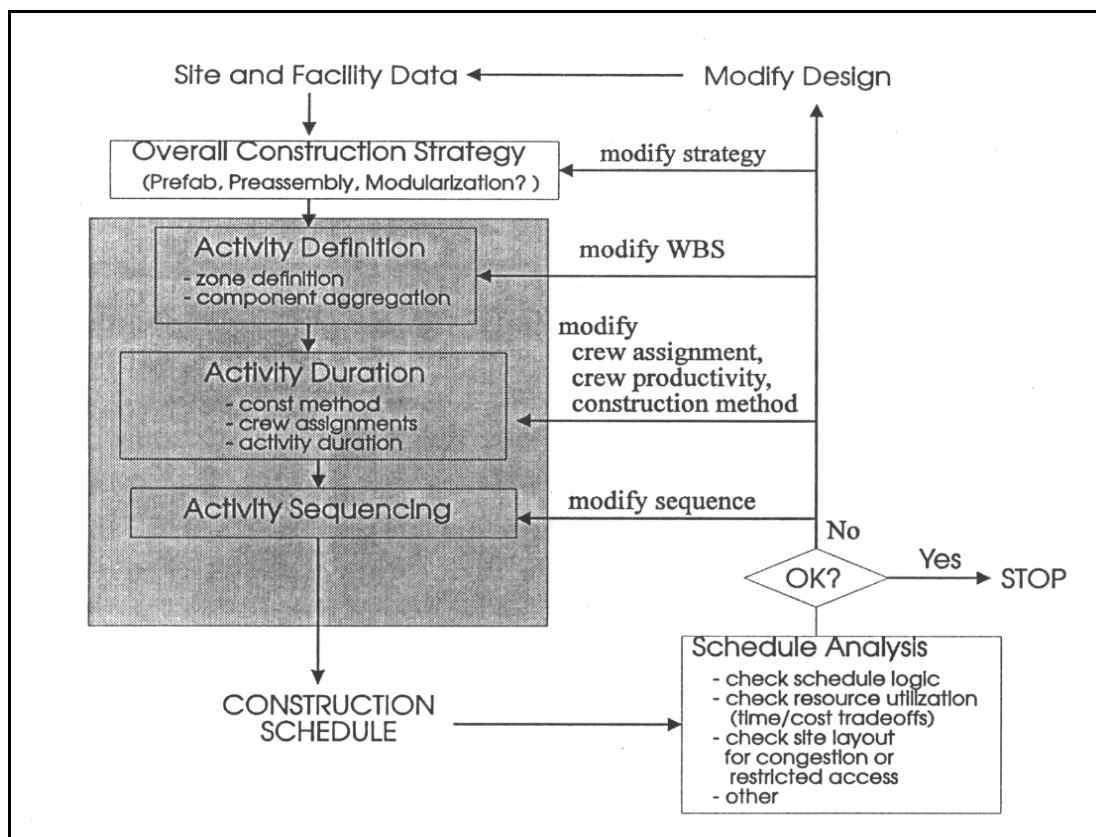 Site and Facility Data
Modify Design
Overall Construction Strategy
(Prefab, Preassembly, Modularization? )
modify strategy
Activity Definition
- zone definition
- component aggregation
modify WBS
Activity Duration
- const method
- crew assignments
- activity duration
modify
crew assignment,
crew productivity,
construction method
Activity Sequencing
modify sequence
No
OK?
Yes
STOP
CONSTRUCTION
SCHEDULE
Schedule Analysis
- check schedule logic
- check resource utilization
(time/cost tradeoffs)
- check site layout
for congestion or
restricted access
- other